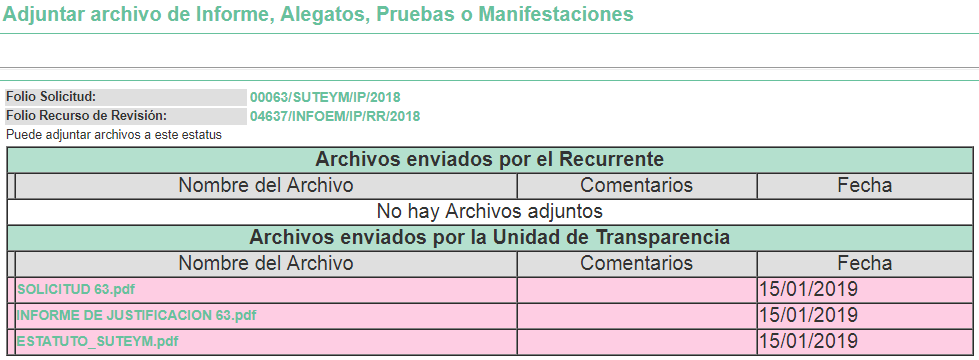 Adjuntar archivo de Informe, Alegatos, Pruebas o Manifestaciones
Folio Solicitud: 00063/SUTEYM/IP/2018
Folio Recurso de Revisión: 04637/INFOEM/IP/RR/2018
Puede adjuntar archivos a este estatus
Archivos enviados por el Recurrente
Nombre del Archivo Comentarios Fecha
No hay Archivos adjuntos
Archivos enviados por la Unidad de Transparencia
Nombre del Archivo Comentarios Fecha
SOLICITUD 63.pdf 15/01/2019
INFORME DE JUSTIFICACION 63.pdf 15/01/2019
ESTATUTO_SUTEYM.pdf 15/01/2019